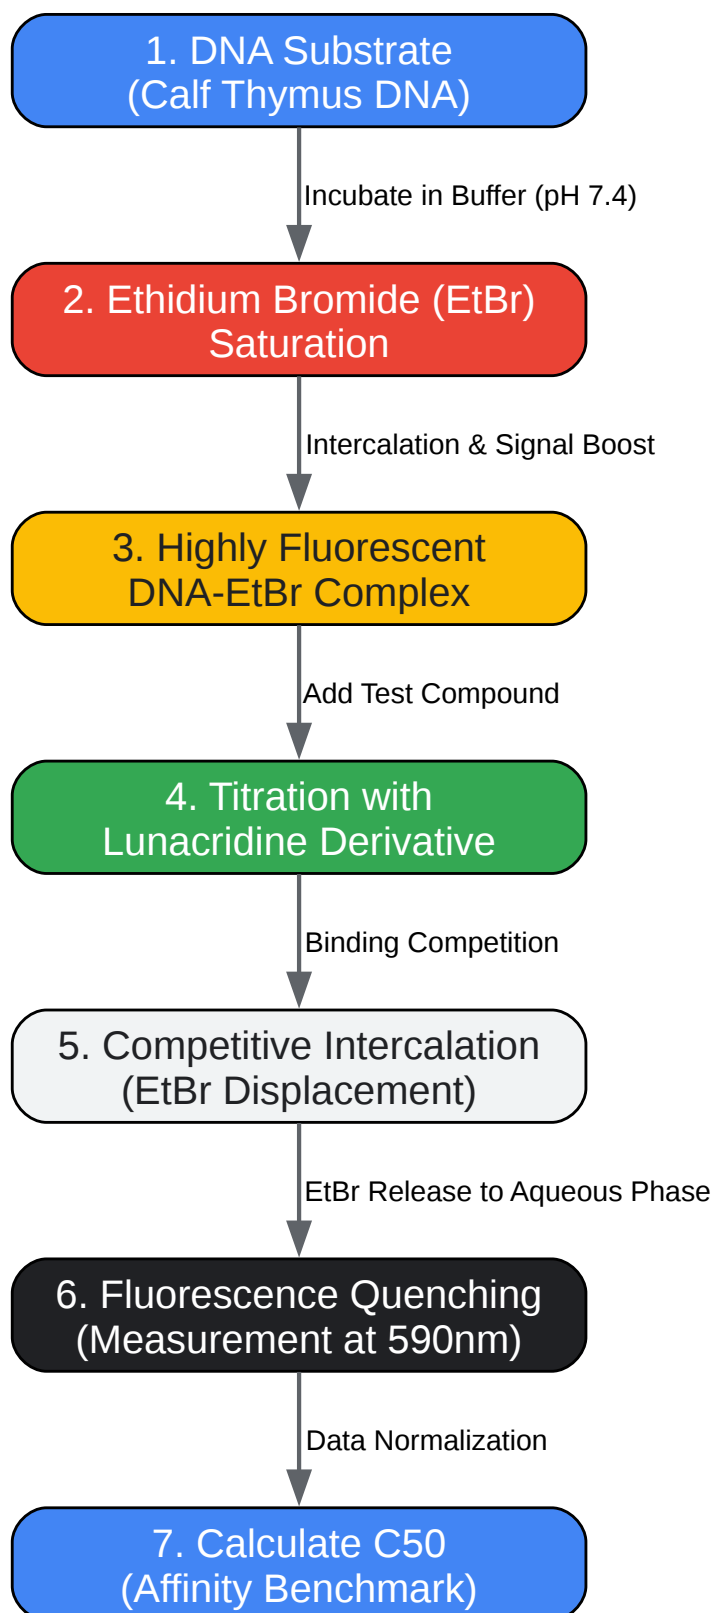 1. DNA Substrate
(Calf Thymus DNA)
Incubate in Buffer (pH 7.4)
2. Ethidium Bromide (EtBr)
Saturation
Intercalation & Signal Boost
3. Highly Fluorescent
DNA-EtBr Complex
Add Test Compound
4. Titration with
Lunacridine Derivative
Binding Competition
5. Competitive Intercalation
(EtBr Displacement)
EtBr Release to Aqueous Phase
6. Fluorescence Quenching
(Measurement at 590nm)
Data Normalization
7. Calculate C50
(Affinity Benchmark)